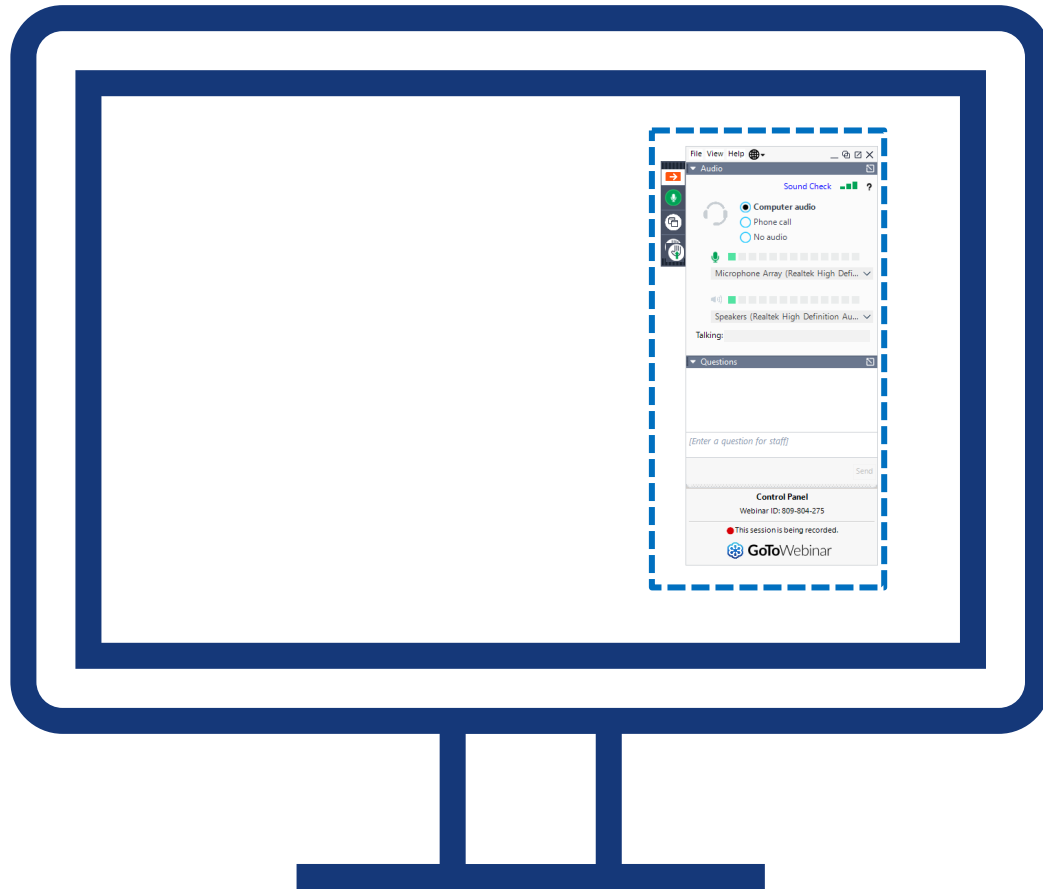 File View Help
Audio
Sound Check ?
Computer audio
Phone call
No audio
Microphone Array (Realtek High Defi...
Speakers (Realtek High Definition Au...
Talking:
Questions
[Enter a question for staff]
Send
Control Panel
Webinar ID: 809-804-275
This session is being recorded.
GoToWebinar